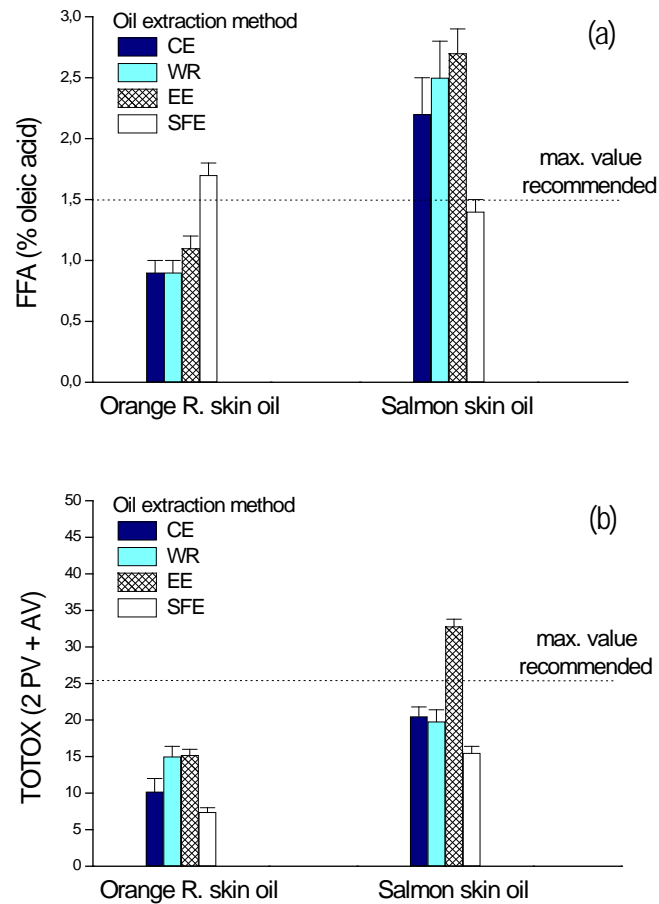 Oil extraction method
CE
WR
EE
SFE
(a)
max. value
recommended
FFA (% oleic acid)
3,0
2,5
2,0
1,5
1,0
0,5
0,0
Orange R. skin oil
Salmon skin oil
Oil extraction method
CE
WR
EE
SFE
(b)
max. value
recommended
TOTOX (2 PV + AV)
50
45
40
35
30
25
20
15
10
5
0
Orange R. skin oil
Salmon skin oil